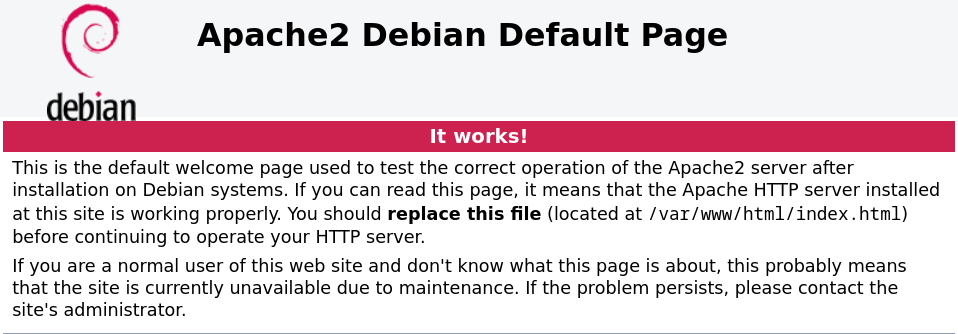 Apache2 Debian Default Page
debian
It works!
This is the default welcome page used to test the correct operation of the Apache2 server after
installation on Debian systems. If you can read this page, it means that the Apache HTTP server installed
at this site is working properly. You should replace this file (located at /var/www/html/index.html)
before continuing to operate your HTTP server.
If you are a normal user of this web site and don't know what this page is about, this probably means
that the site is currently unavailable due to maintenance. If the problem persists, please contact the
site's administrator.